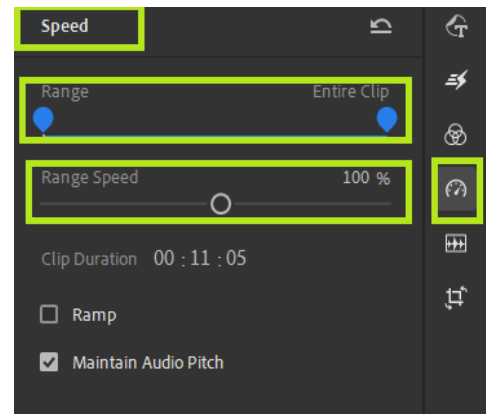 Speed
Range Entire Clip
Range Speed 100 %
Clip Duration 00 : 11 : 05
Ramp
Maintain Audio Pitch